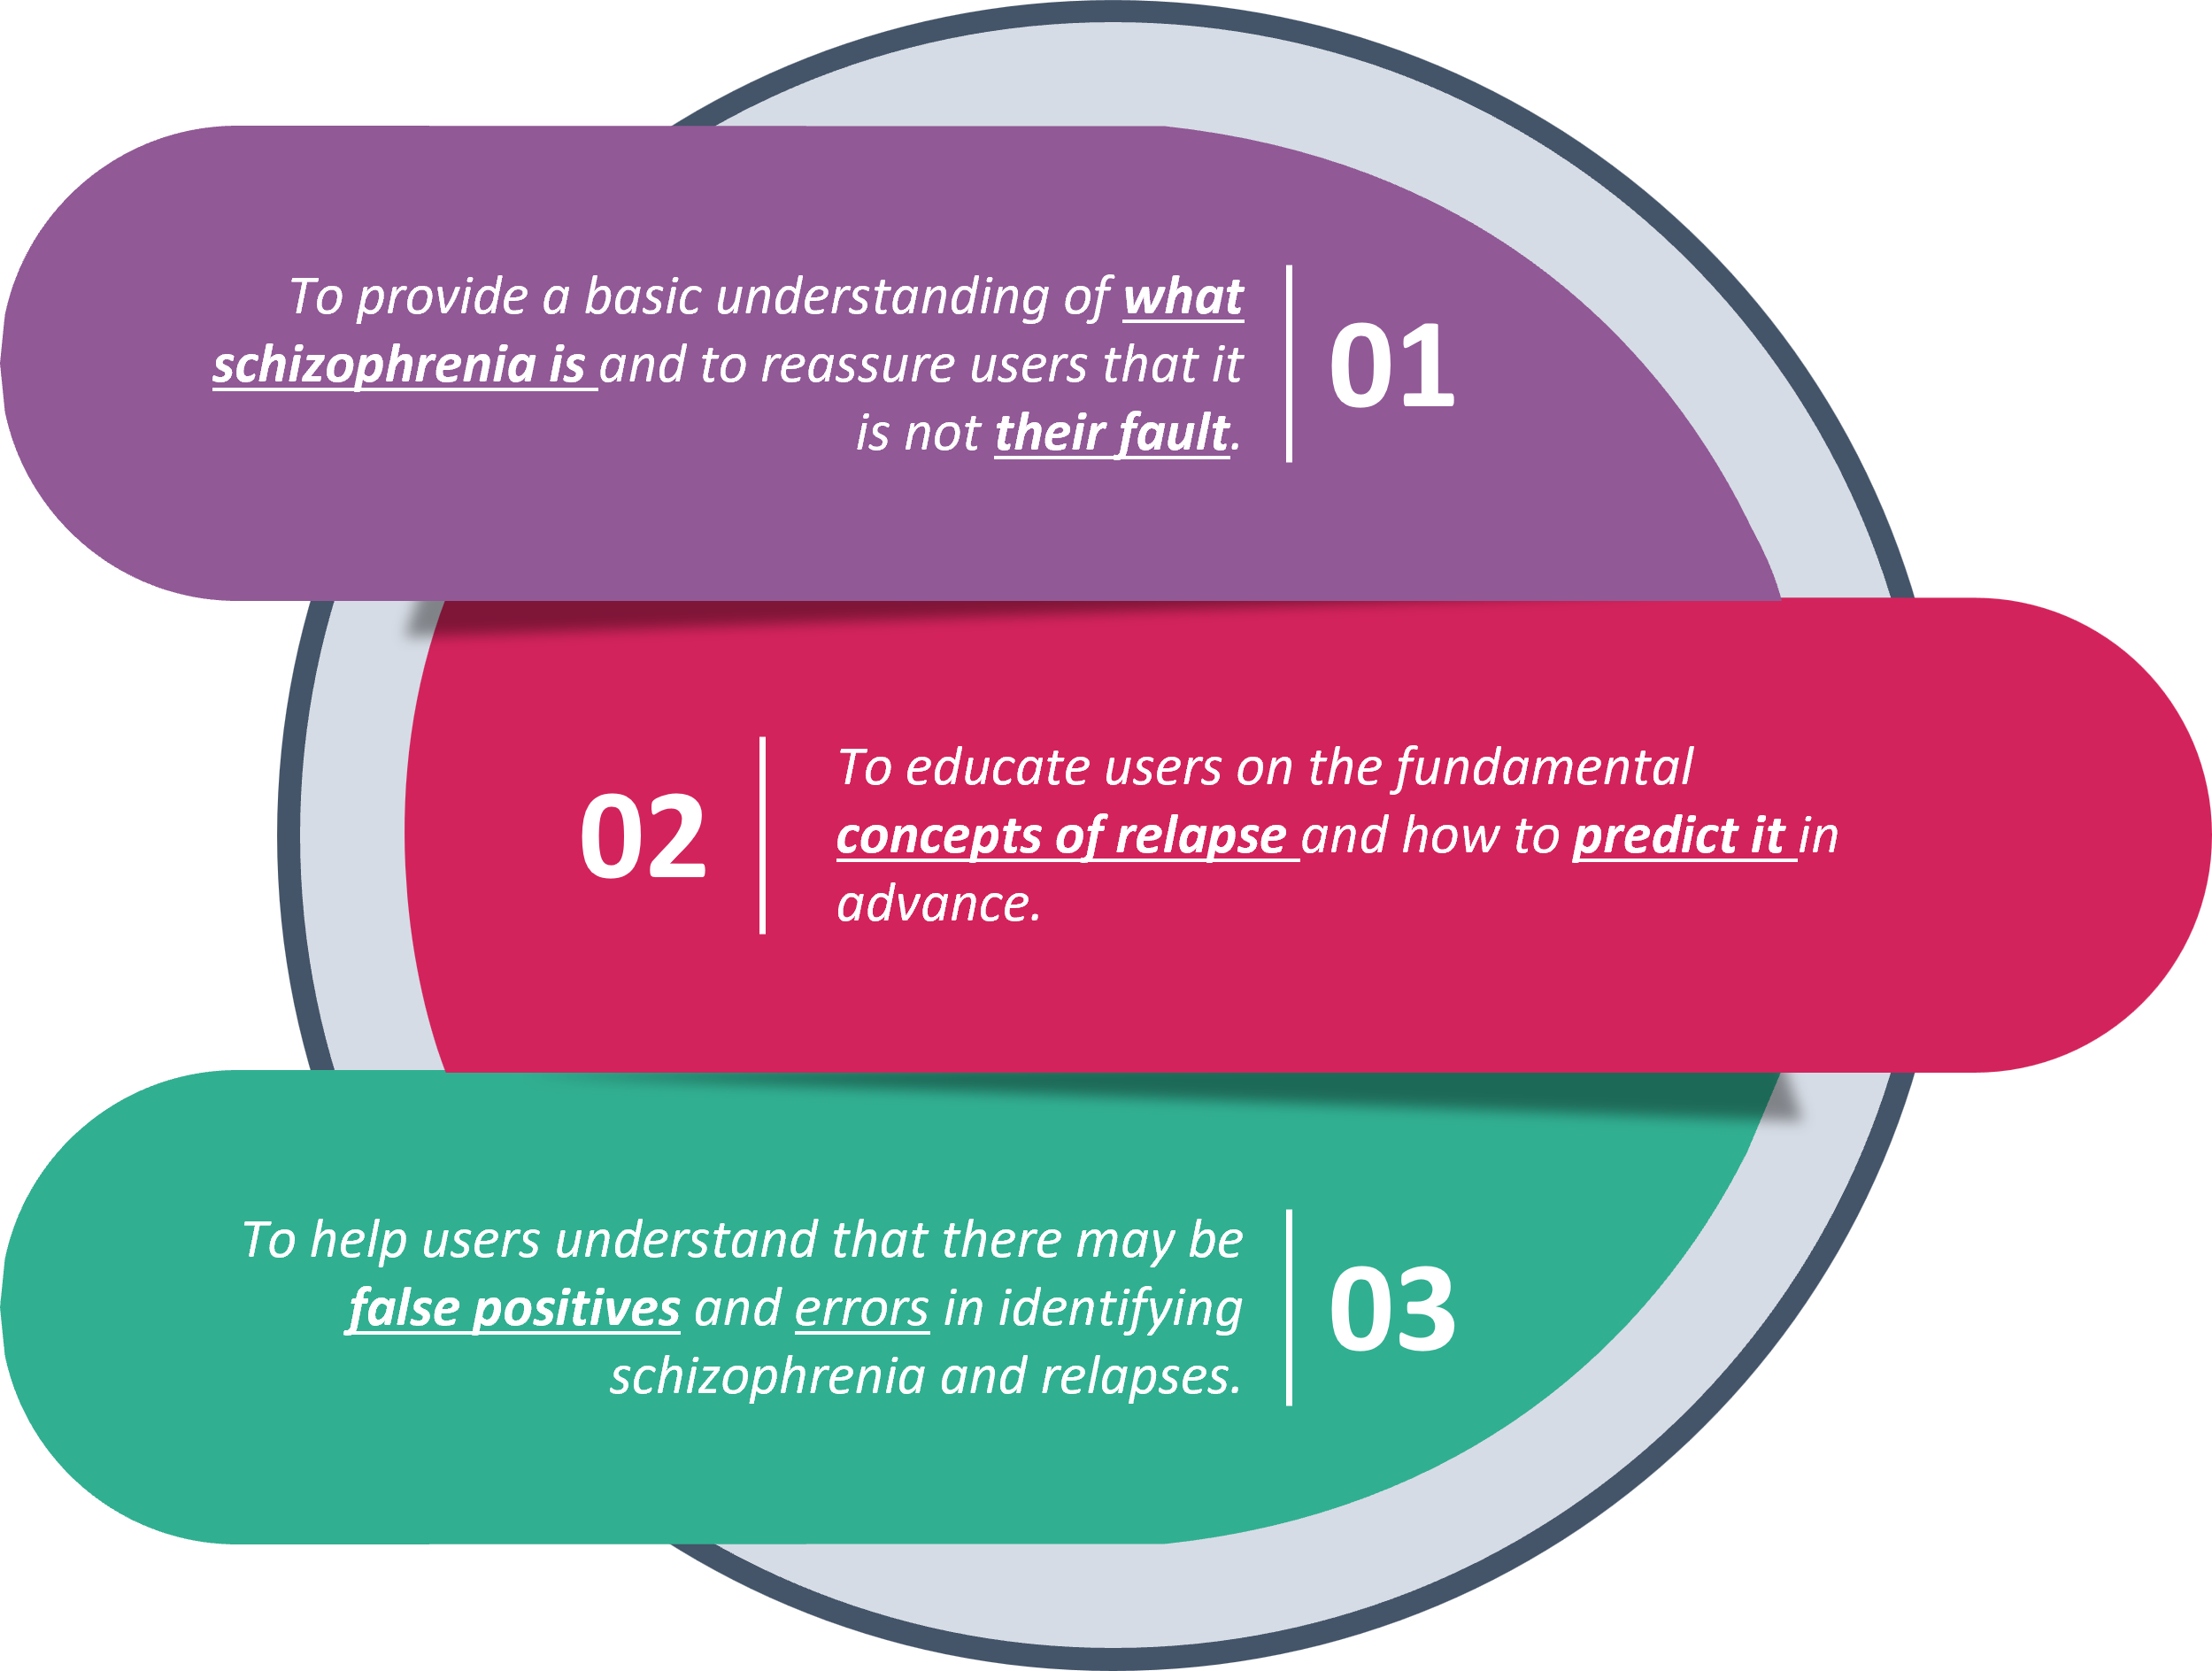 To provide a basic understanding of what
schizophrenia is and to reassure users that it
is not their fault.
01
02
To educate users on the fundamental
concepts of relapse and how to predict it in
advance.
To help users understand that there may be
false positives and errors in identifying
schizophrenia and relapses.
03